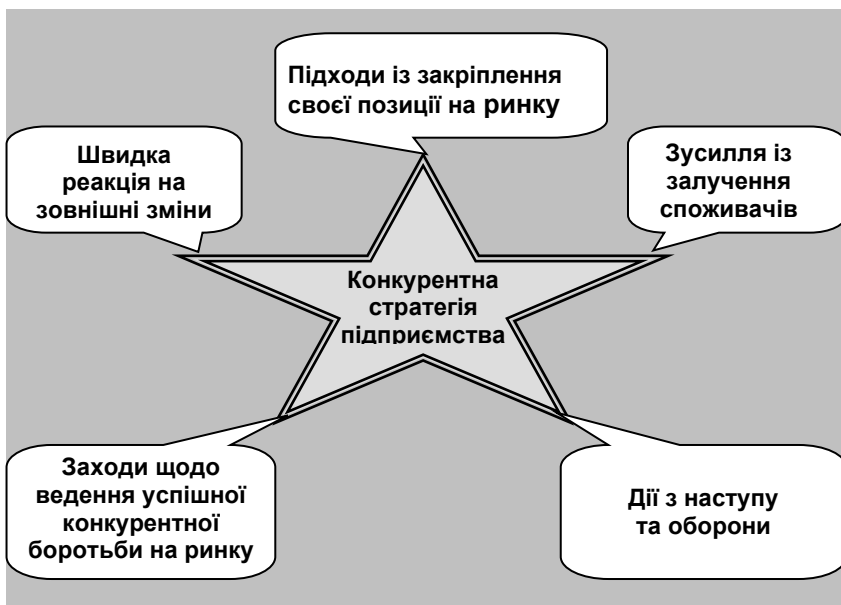 Підходи із закріплення
своєї позиції на ринку
Швидка
реакція на
зовнішні зміни
Зусилля із
залучення
споживачів
Конкурентна
стратегія
підприємства
Заходи щодо
ведення успішної
конкурентної
боротьби на ринку
Дії з наступу
та оборони